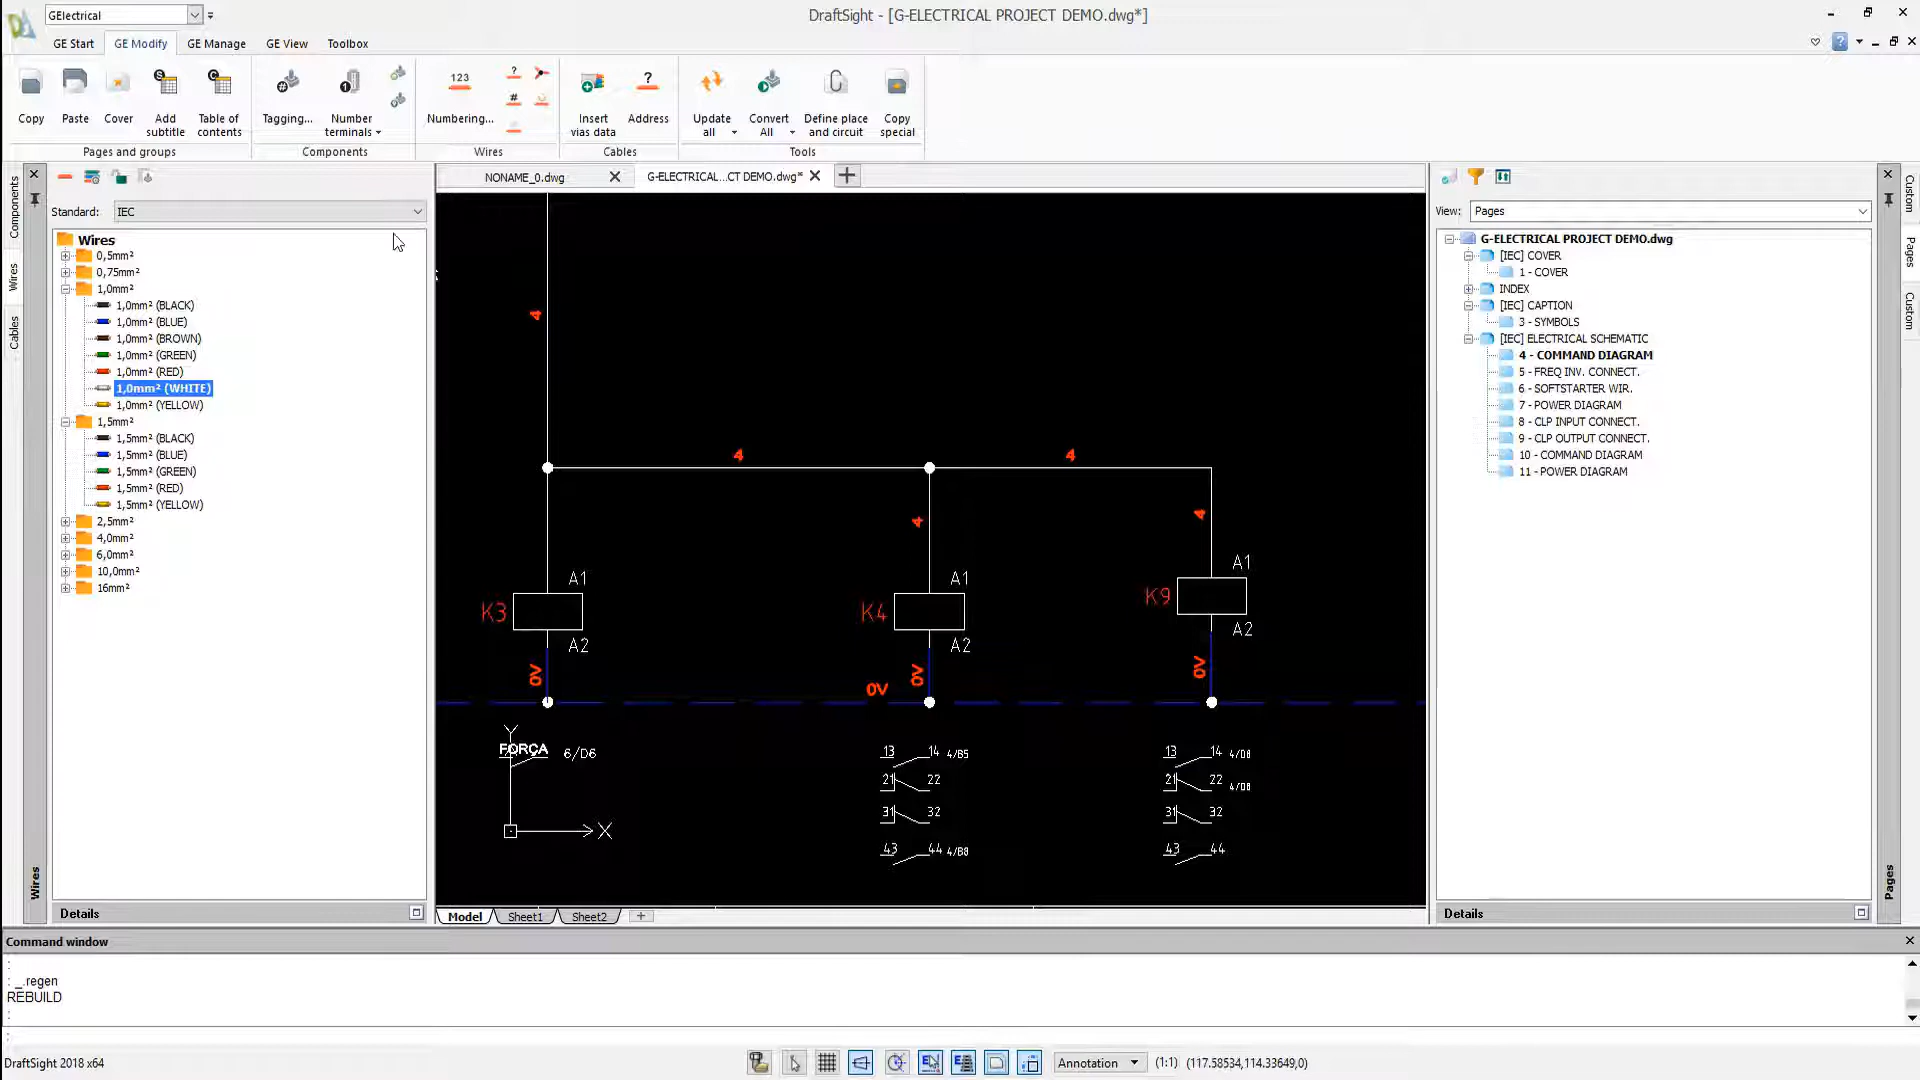 GElectrical
DraftSight - [G-ELECTRICAL PROJECT DEMO.dwg*]
GE Start
GE Modify
GE Manage
GE View
Toolbox
Copy
Paste
Cover
Add subtitle
Table of contents
Pages and groups
Tagging...
Number terminals
Components
123
Numbering...
Wires
Insert vias data
Address
Cables
Update all
Convert All
Define place and circuit
Copy special
Tools
Components
Wires
Cables
Standard:
IEC
Wires
0,5mm²
0,75mm²
1,0mm²
1,0mm² (BLACK)
1,0mm² (BLUE)
1,0mm² (BROWN)
1,0mm² (GREEN)
1,0mm² (RED)
1,0mm² (WHITE)
1,0mm² (YELLOW)
1,5mm²
1,5mm² (BLACK)
1,5mm² (BLUE)
1,5mm² (GREEN)
1,5mm² (RED)
1,5mm² (YELLOW)
2,5mm²
4,0mm²
6,0mm²
10,0mm²
16mm²
Wires
Details
NONAME_0.dwg
G-ELECTRICAL...CT DEMO.dwg*
4
4
4
4
4
A1
K3
A2
0V
A1
K4
A2
0V
0V
A1
K9
A2
0V
Y
FORÇA
6/D6
X
13 14 4/B5
21 22
31 32
43 44 4/B8
13 14 4/D8
21 22 4/D8
31 32
43 44
Model
Sheet1
Sheet2
View:
Pages
G-ELECTRICAL PROJECT DEMO.dwg
[IEC] COVER
1 - COVER
INDEX
[IEC] CAPTION
3 - SYMBOLS
[IEC] ELECTRICAL SCHEMATIC
4 - COMMAND DIAGRAM
5 - FREQ INV. CONNECT.
6 - SOFTSTARTER WIR.
7 - POWER DIAGRAM
8 - CLP INPUT CONNECT.
9 - CLP OUTPUT CONNECT.
10 - COMMAND DIAGRAM
11 - POWER DIAGRAM
Details
Custom
Pages
Custom
Pages
Command window
:
: _.regen
REBUILD
:
:
DraftSight 2018 x64
Annotation
(1:1)
(117.58534,114.33649,0)